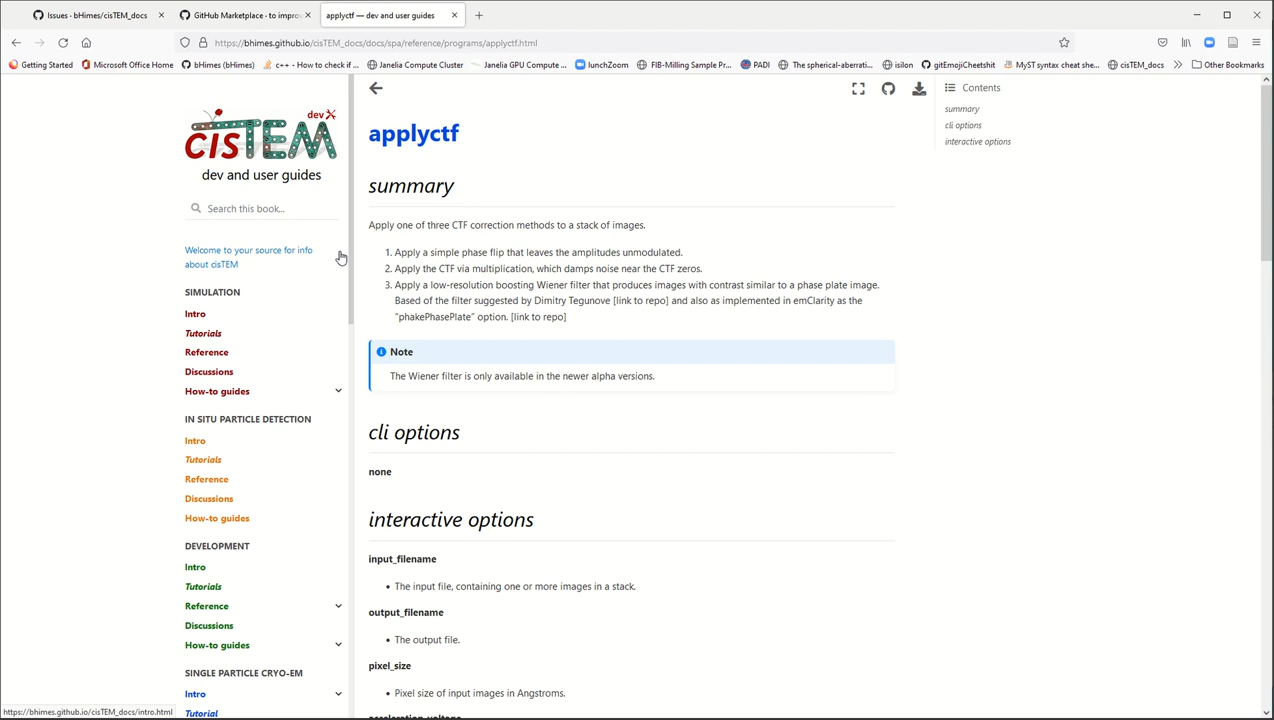 Issues · bHimes/cisTEM_docs
GitHub Marketplace · to improv
applyctf — dev and user guides
https://bhimes.github.io/cisTEM_docs/docs/spa/reference/programs/applyctf.html
Getting Started
Microsoft Office Home
bHimes (bHimes)
c++ - How to check if ...
Janelia Compute Cluster
Janelia GPU Compute ...
lunchZoom
FIB-Milling Sample Pr...
PADI
The spherical-aberrati...
isilon
gitEmojiCheetshit
MyST syntax cheat she...
cisTEM_docs
Other Bookmarks
dev
cisTEM
dev and user guides
Search this book...
Welcome to your source for info
about cisTEM
SIMULATION
Intro
Tutorials
Reference
Discussions
How-to guides
IN SITU PARTICLE DETECTION
Intro
Tutorials
Reference
Discussions
How-to guides
DEVELOPMENT
Intro
Tutorials
Reference
Discussions
How-to guides
SINGLE PARTICLE CRYO-EM
Intro
Tutorial
https://bhimes.github.io/cisTEM_docs/intro.html
applyctf
summary
Apply one of three CTF correction methods to a stack of images.
1. Apply a simple phase flip that leaves the amplitudes unmodulated.
2. Apply the CTF via multiplication, which damps noise near the CTF zeros.
3. Apply a low-resolution boosting Wiener filter that produces images with contrast similar to a phase plate image.
Based of the filter suggested by Dimitry Tegunove [link to repo] and also as implemented in emClarity as the
"phakePhasePlate" option. [link to repo]
Note
The Wiener filter is only available in the newer alpha versions.
cli options
none
interactive options
input_filename
• The input file, containing one or more images in a stack.
output_filename
• The output file.
pixel_size
• Pixel size of input images in Angstroms.
acceleration_voltage
Contents
summary
cli options
interactive options